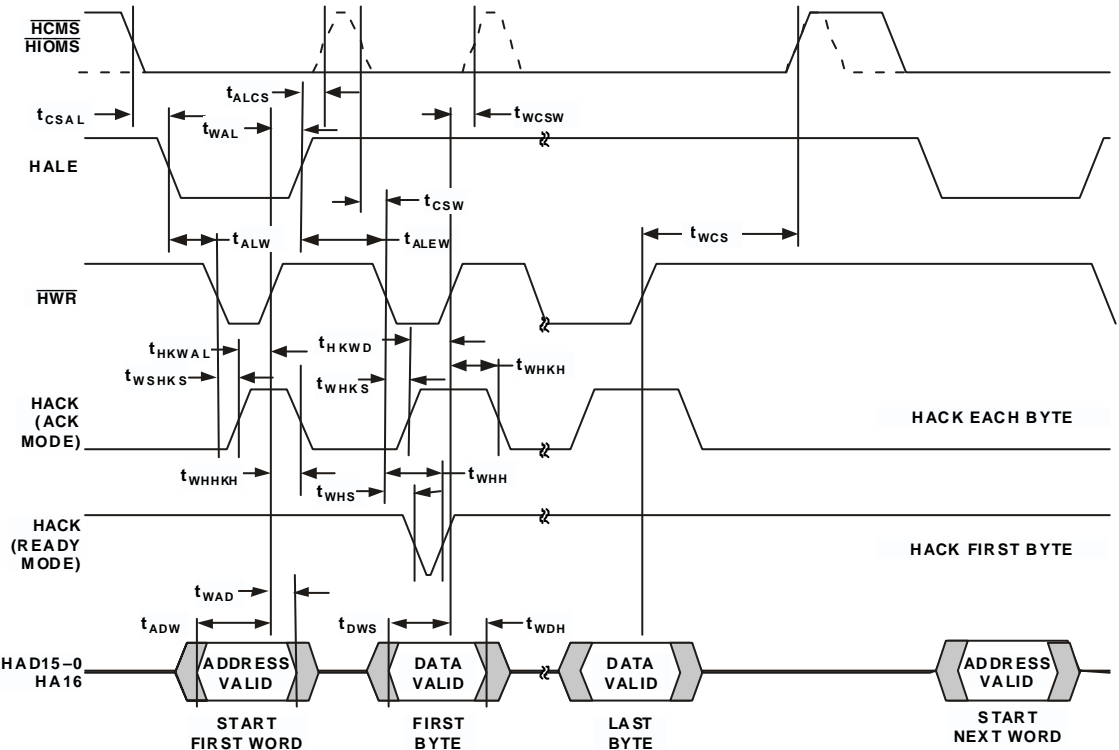 HCMS
HIOMS
tALCS
tCSAL
tWAL
tWCSW
HALE
tCSW
tALW
tALEW
tWCS
HWR
tHKWAL
tHKWD
tWSHKS
tWHKS
tWHKH
HACK
(ACK
MODE)
HACK EACH BYTE
tWHHKH
tWHS
tWHH
HACK
(READY
MODE)
HACK FIRST BYTE
tWAD
tADW
tDWS
tWDH
HAD15–0
HA16
ADDRESS
VALID
DATA
VALID
DATA
VALID
ADDRESS
VALID
START
FIRST WORD
FIRST
BYTE
LAST
BYTE
START
NEXT WORD